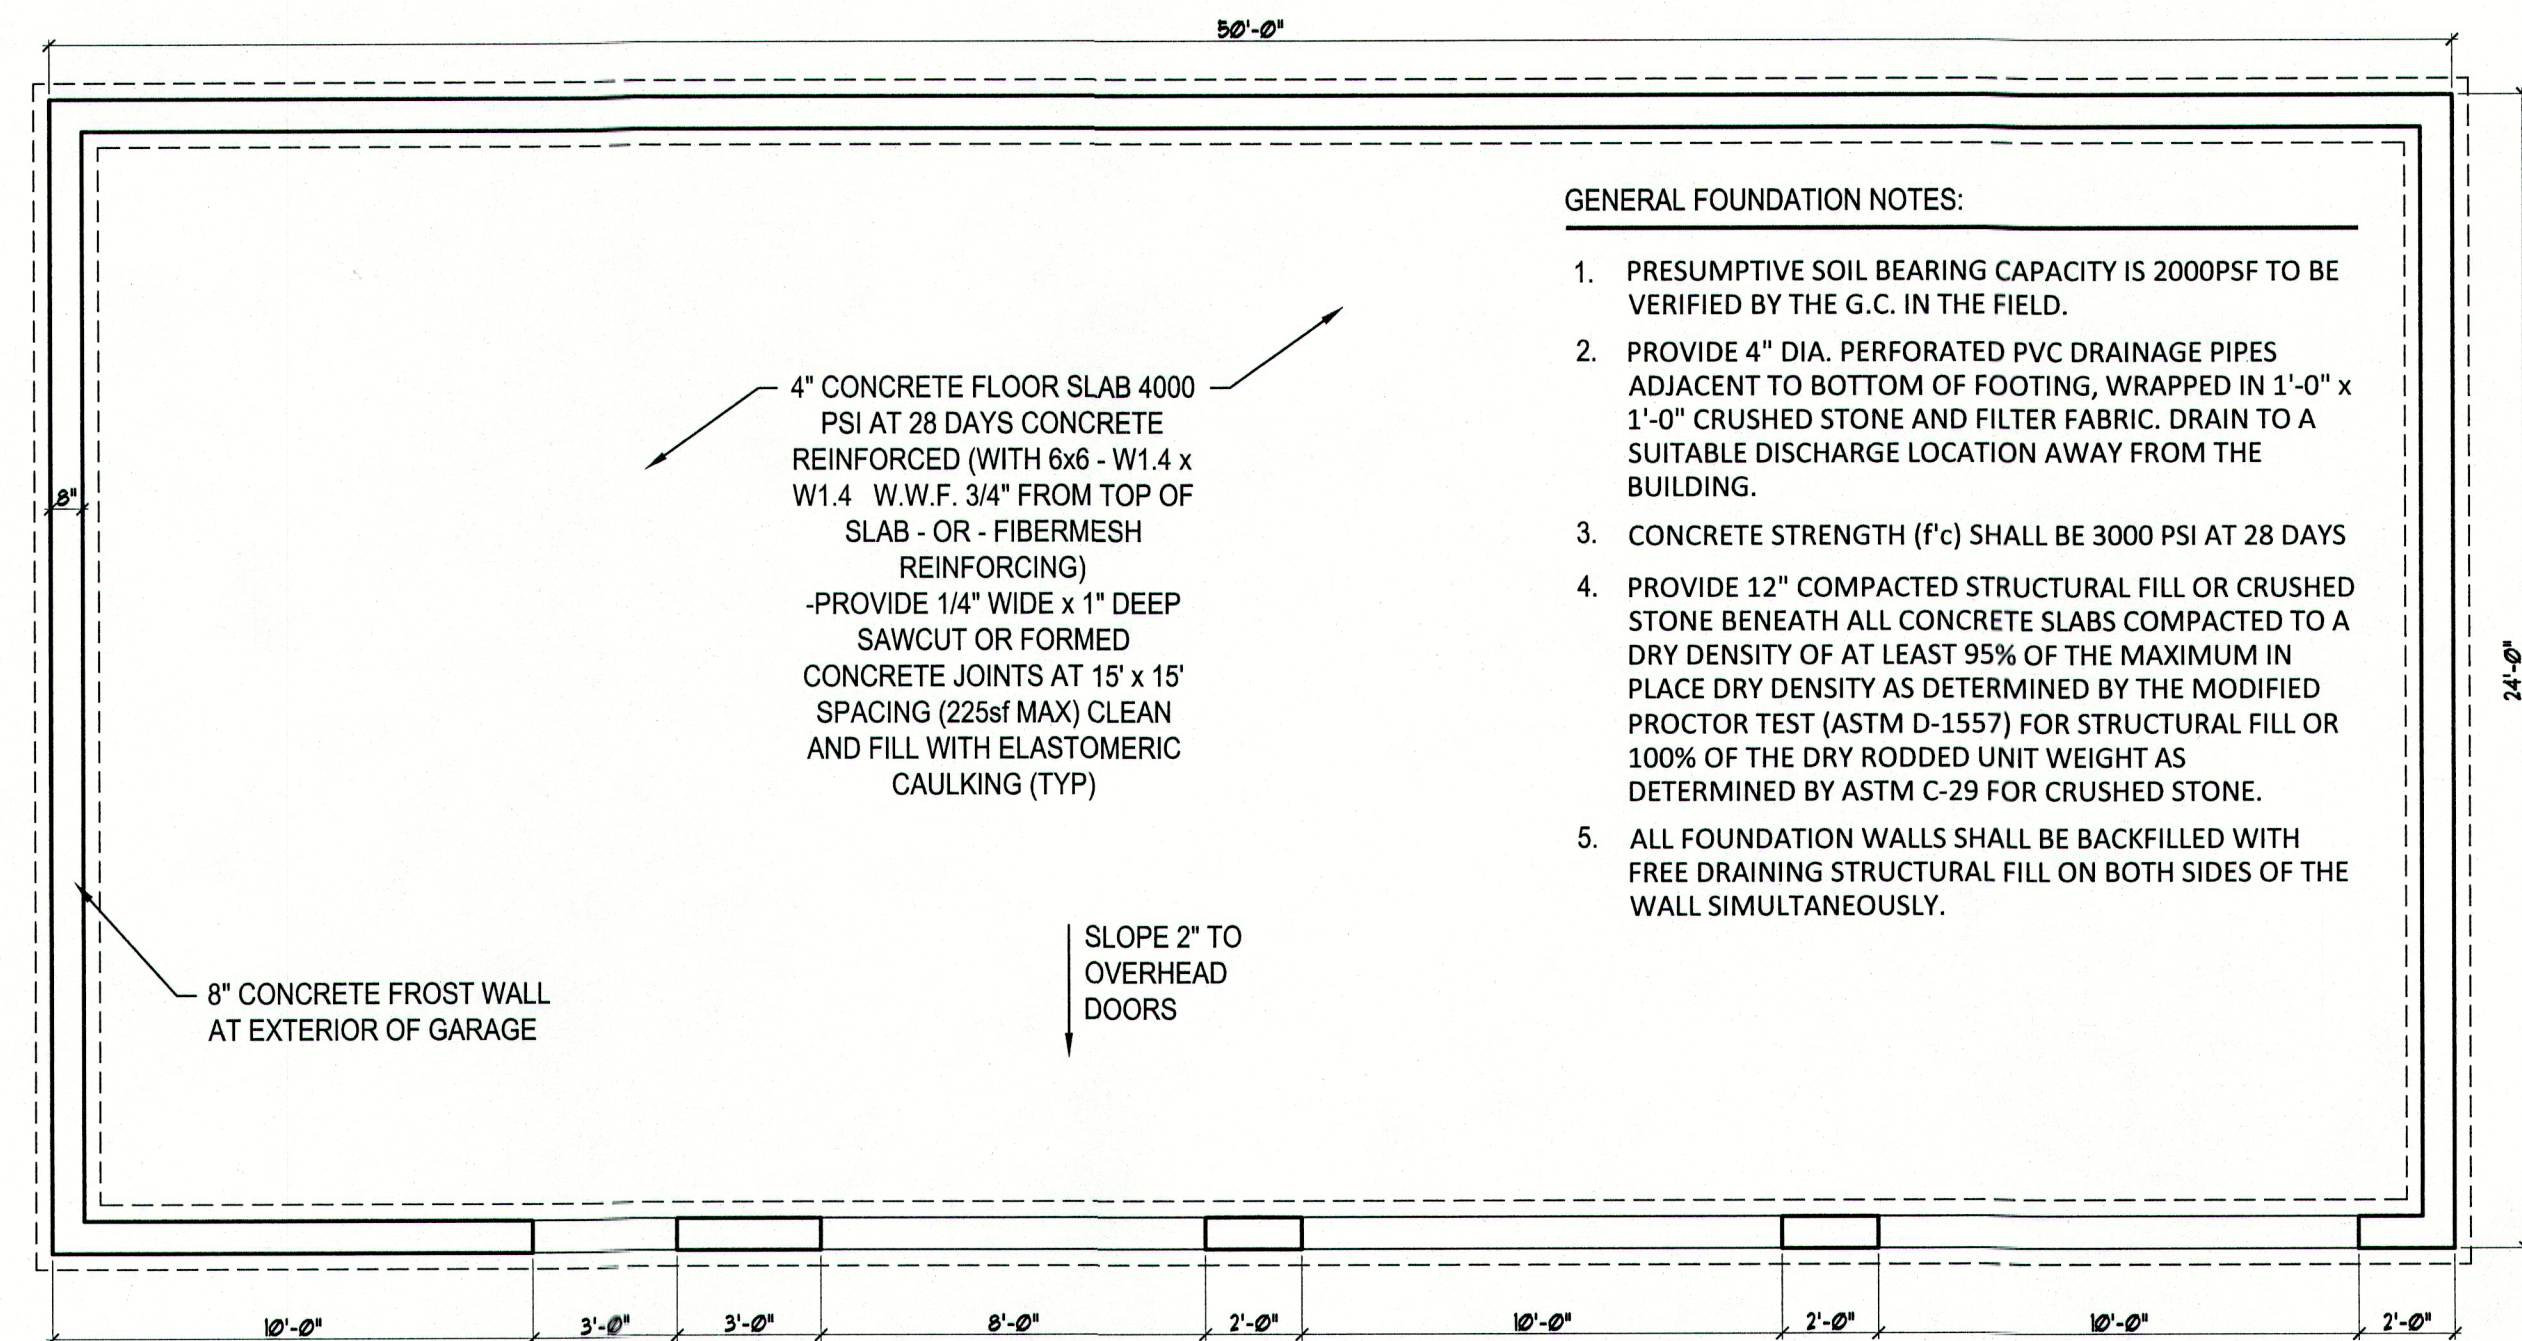 50'-0"
GENERAL FOUNDATION NOTES:
1. PRESUMPTIVE SOIL BEARING CAPACITY IS 2000PSF TO BE
VERIFIED BY THE G.C. IN THE FIELD.
2. PROVIDE 4" DIA. PERFORATED PVC DRAINAGE PIPES
ADJACENT TO BOTTOM OF FOOTING, WRAPPED IN 1'-0" x
1'-0" CRUSHED STONE AND FILTER FABRIC. DRAIN TO A
SUITABLE DISCHARGE LOCATION AWAY FROM THE
BUILDING.
3. CONCRETE STRENGTH (f'c) SHALL BE 3000 PSI AT 28 DAYS
4. PROVIDE 12" COMPACTED STRUCTURAL FILL OR CRUSHED
STONE BENEATH ALL CONCRETE SLABS COMPACTED TO A
DRY DENSITY OF AT LEAST 95% OF THE MAXIMUM IN
PLACE DRY DENSITY AS DETERMINED BY THE MODIFIED
PROCTOR TEST (ASTM D-1557) FOR STRUCTURAL FILL OR
100% OF THE DRY RODDED UNIT WEIGHT AS
DETERMINED BY ASTM C-29 FOR CRUSHED STONE.
5. ALL FOUNDATION WALLS SHALL BE BACKFILLED WITH
FREE DRAINING STRUCTURAL FILL ON BOTH SIDES OF THE
WALL SIMULTANEOUSLY.
4" CONCRETE FLOOR SLAB 4000
PSI AT 28 DAYS CONCRETE
REINFORCED (WITH 6x6 - W1.4 x
W1.4 W.W.F. 3/4" FROM TOP OF
SLAB - OR - FIBERMESH
REINFORCING)
-PROVIDE 1/4" WIDE x 1" DEEP
SAWCUT OR FORMED
CONCRETE JOINTS AT 15' x 15'
SPACING (225sf MAX) CLEAN
AND FILL WITH ELASTOMERIC
CAULKING (TYP)
8"
24'-0"
SLOPE 2" TO
OVERHEAD
DOORS
8" CONCRETE FROST WALL
AT EXTERIOR OF GARAGE
10'-0" 3'-0" 3'-0" 8'-0" 2'-0" 10'-0" 2'-0" 10'-0" 2'-0"